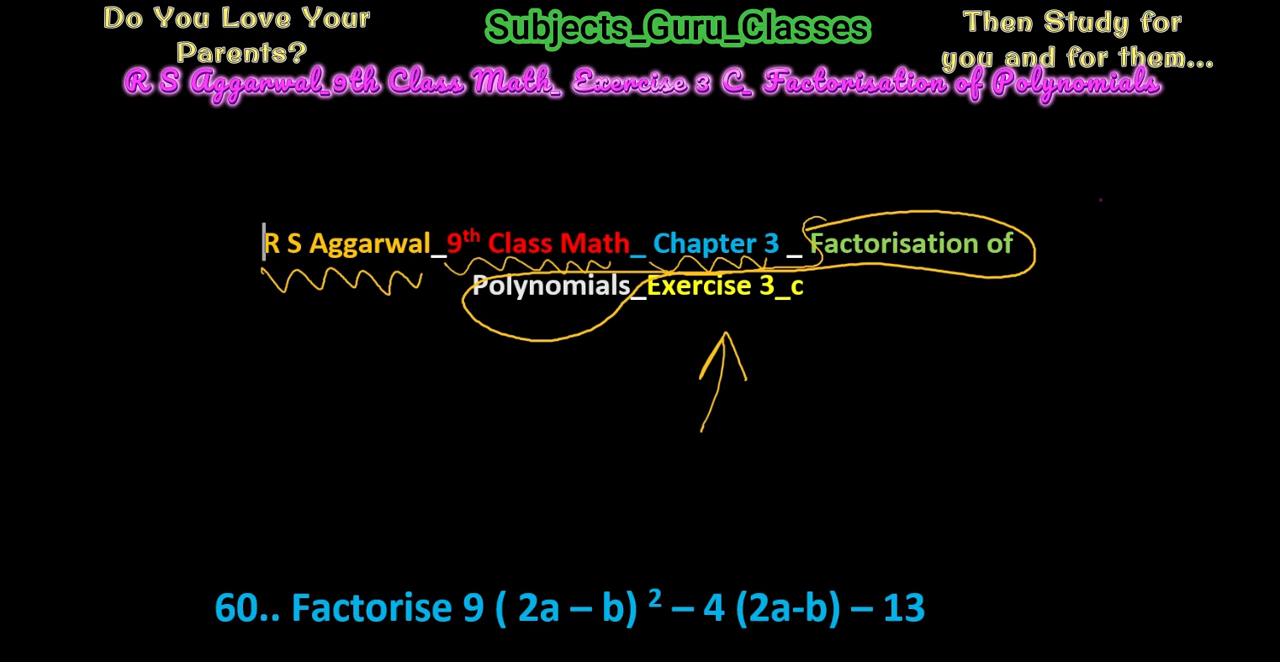 Do You Love Your
Parents?
Subjects_Guru_Classes
Then Study for
you and for them...
R S Aggarwal_9th Class Math_ Exercise 3 C_ Factorisation of Polynomials
R S Aggarwal_9th Class Math_ Chapter 3 _ Factorisation of
Polynomials_Exercise 3_c
60.. Factorise 9 ( 2a – b) ² – 4 (2a-b) – 13